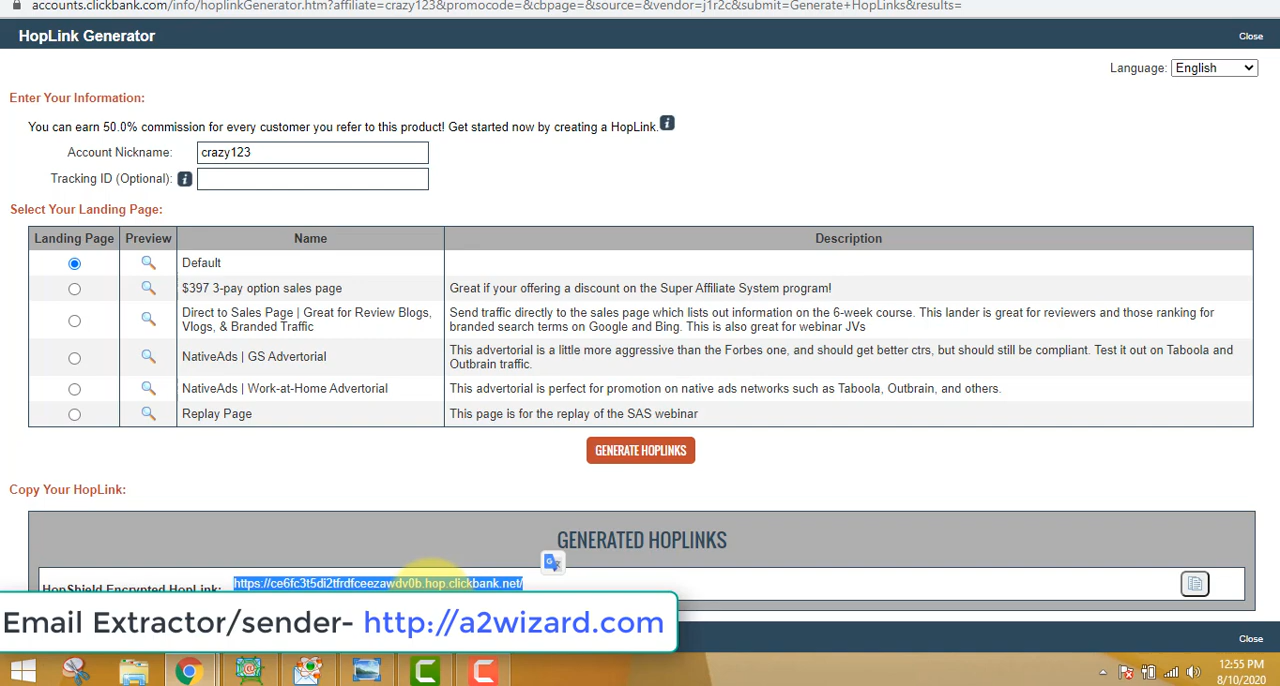 accounts.clickbank.com/info/hoplinkGenerator.htm?affiliate=crazy123&promocode=&cbpage=&source=&vendor=j1r2c&submit=Generate+HopLinks&results=
HopLink Generator
Close
Language: English
Enter Your Information:
You can earn 50.0% commission for every customer you refer to this product! Get started now by creating a HopLink.
Account Nickname: crazy123
Tracking ID (Optional):
Select Your Landing Page:
Landing Page Preview Name Description
Default
$397 3-pay option sales page Great if your offering a discount on the Super Affiliate System program!
Direct to Sales Page | Great for Review Blogs, Vlogs, & Branded Traffic Send traffic directly to the sales page which lists out information on the 6-week course. This lander is great for reviewers and those ranking for branded search terms on Google and Bing. This is also great for webinar JVs
NativeAds | GS Advertorial This advertorial is a little more aggressive than the Forbes one, and should get better ctrs, but should still be compliant. Test it out on Taboola and Outbrain traffic.
NativeAds | Work-at-Home Advertorial This advertorial is perfect for promotion on native ads networks such as Taboola, Outbrain, and others.
Replay Page This page is for the replay of the SAS webinar
GENERATE HOPLINKS
Copy Your HopLink:
GENERATED HOPLINKS
HopShield Encrypted HopLink: https://ce6fc3t5di2tfrdfceezawdv0b.hop.clickbank.net/
Email Extractor/sender- http://a2wizard.com
Close
12:55 PM
8/10/2020